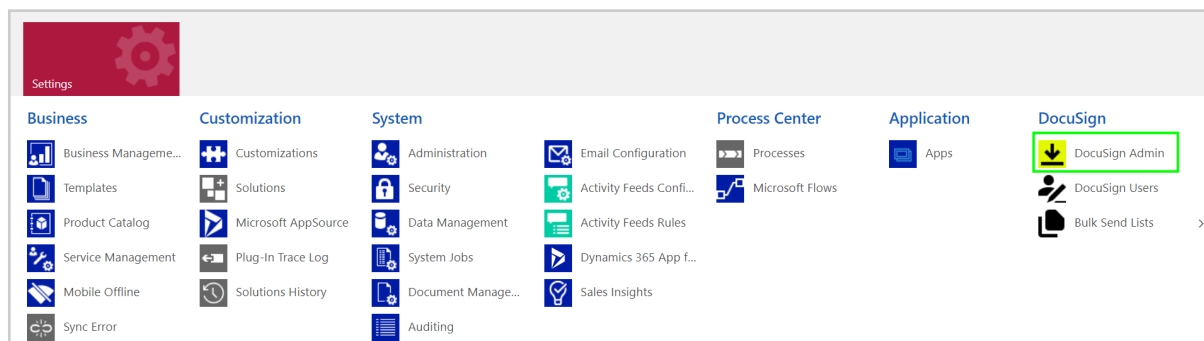 Settings
Business
Business Manageme...
Templates
Product Catalog
Service Management
Mobile Offline
Sync Error
Customization
Customizations
Solutions
Microsoft AppSource
Plug-In Trace Log
Solutions History
System
Administration
Security
Data Management
System Jobs
Document Manage...
Auditing
Email Configuration
Activity Feeds Confi...
Activity Feeds Rules
Dynamics 365 App f...
Sales Insights
Process Center
Processes
Microsoft Flows
Application
Apps
DocuSign
DocuSign Admin
DocuSign Users
Bulk Send Lists